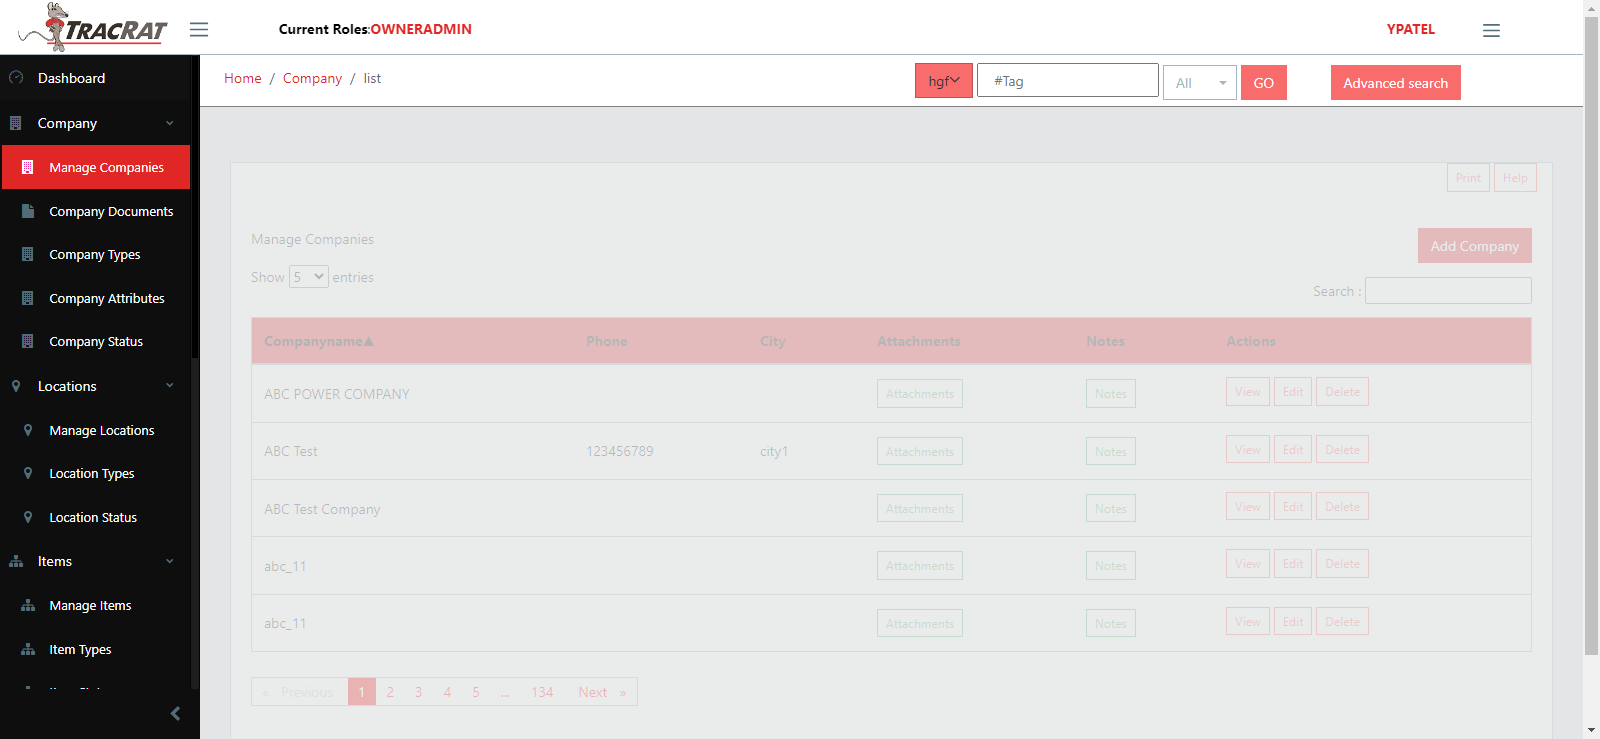 TRACRAT
Current Roles:OWNERADMIN
YPATEL
Dashboard
Company
Manage Companies
Company Documents
Company Types
Company Attributes
Company Status
Locations
Manage Locations
Location Types
Location Status
Items
Manage Items
Item Types
Home / Company / list
hgf
#Tag
All
GO
Advanced search
Print
Help
Manage Companies
Add Company
Show 5 entries
Search :
Companyname▲ Phone City Attachments Notes Actions
ABC POWER COMPANY Attachments Notes View Edit Delete
ABC Test 123456789 city1 Attachments Notes View Edit Delete
ABC Test Company Attachments Notes View Edit Delete
abc_11 Attachments Notes View Edit Delete
abc_11 Attachments Notes View Edit Delete
« Previous 1 2 3 4 5 ... 134 Next »